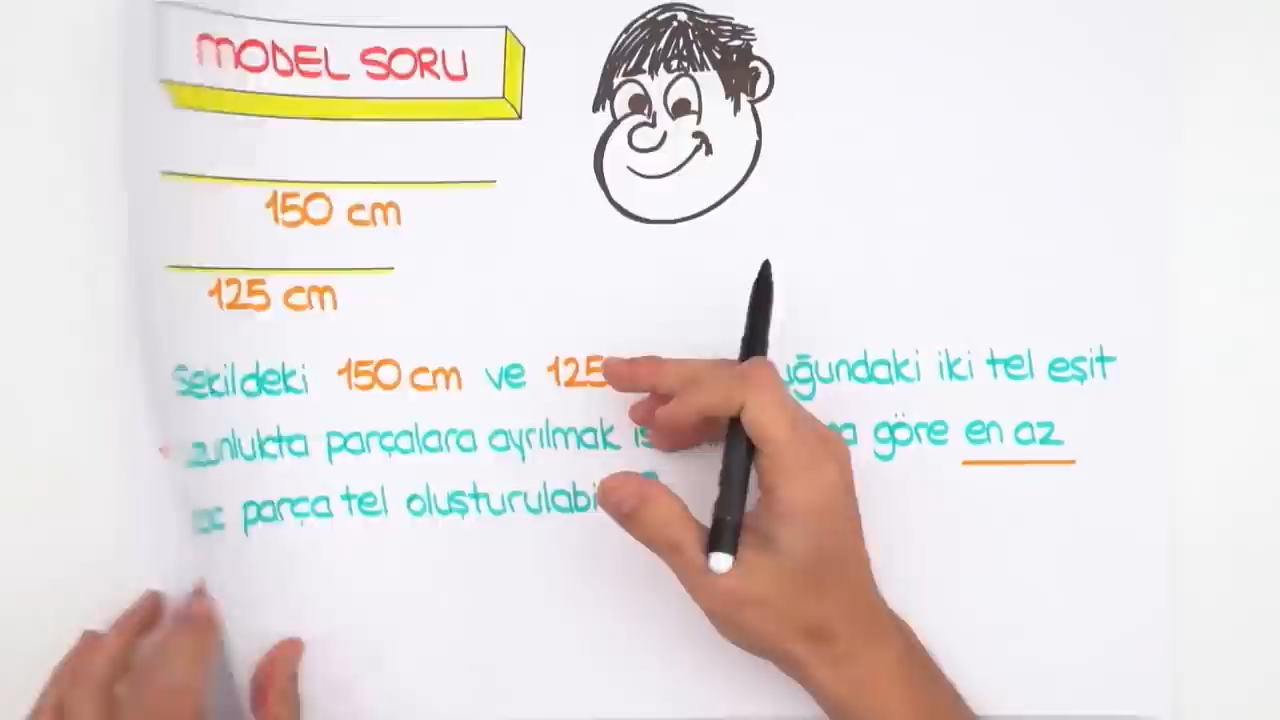 MODEL SORU
150 cm
125 cm
Şekildeki 150 cm ve 125 uğundaki iki tel eşit
uzunlukta parçalara ayrılmak is göre en az
parça tel oluşturulabi